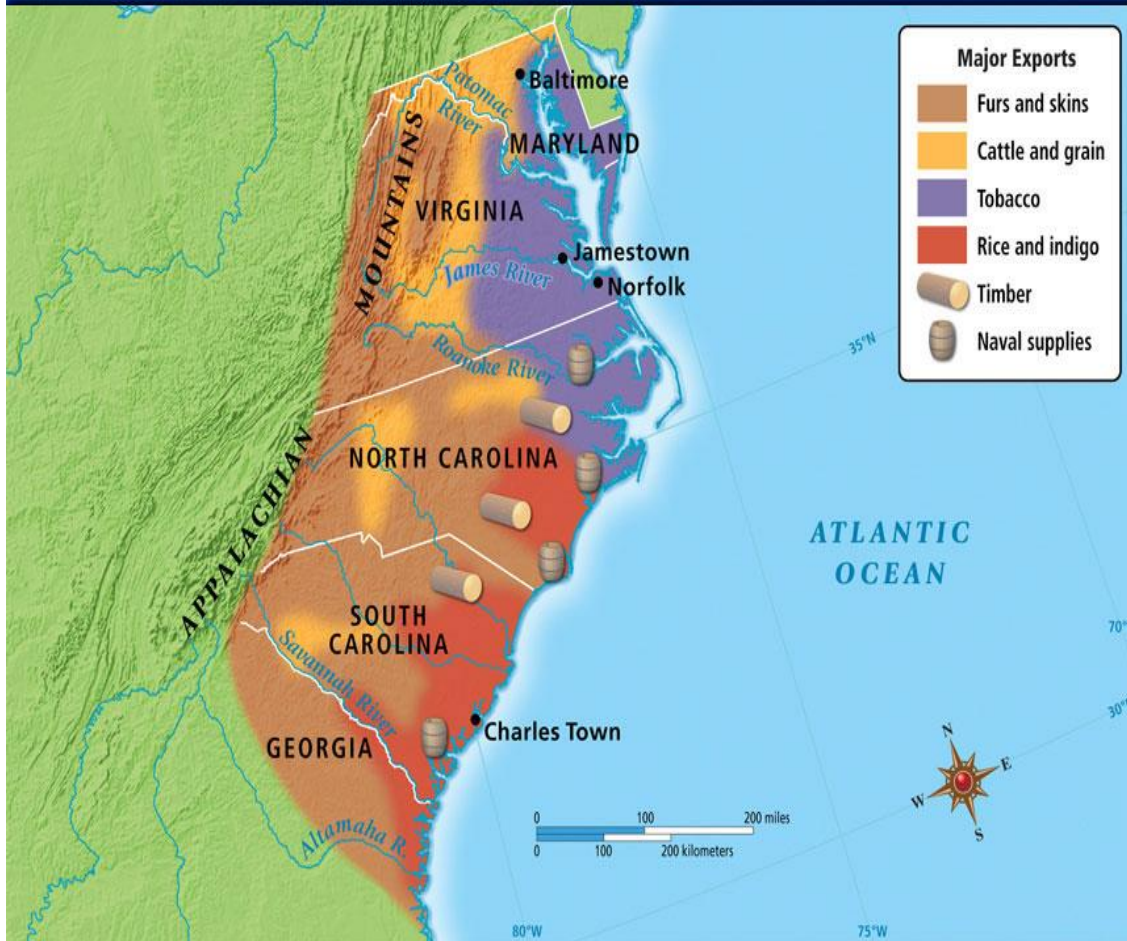 Major Exports
Furs and skins
Cattle and grain
Tobacco
Rice and indigo
Timber
Naval supplies
Patomac
River
Baltimore
MARYLAND
VIRGINIA
Jamestown
James River
Norfolk
Roanoke River
APPALACHIAN MOUNTAINS
NORTH CAROLINA
SOUTH
CAROLINA
Savannah River
Charles Town
GEORGIA
Altamaha R.
ATLANTIC
OCEAN
35°N
70°
30°
N
E
W
S
0 100 200 miles
0 100 200 kilometers
80°W
75°W